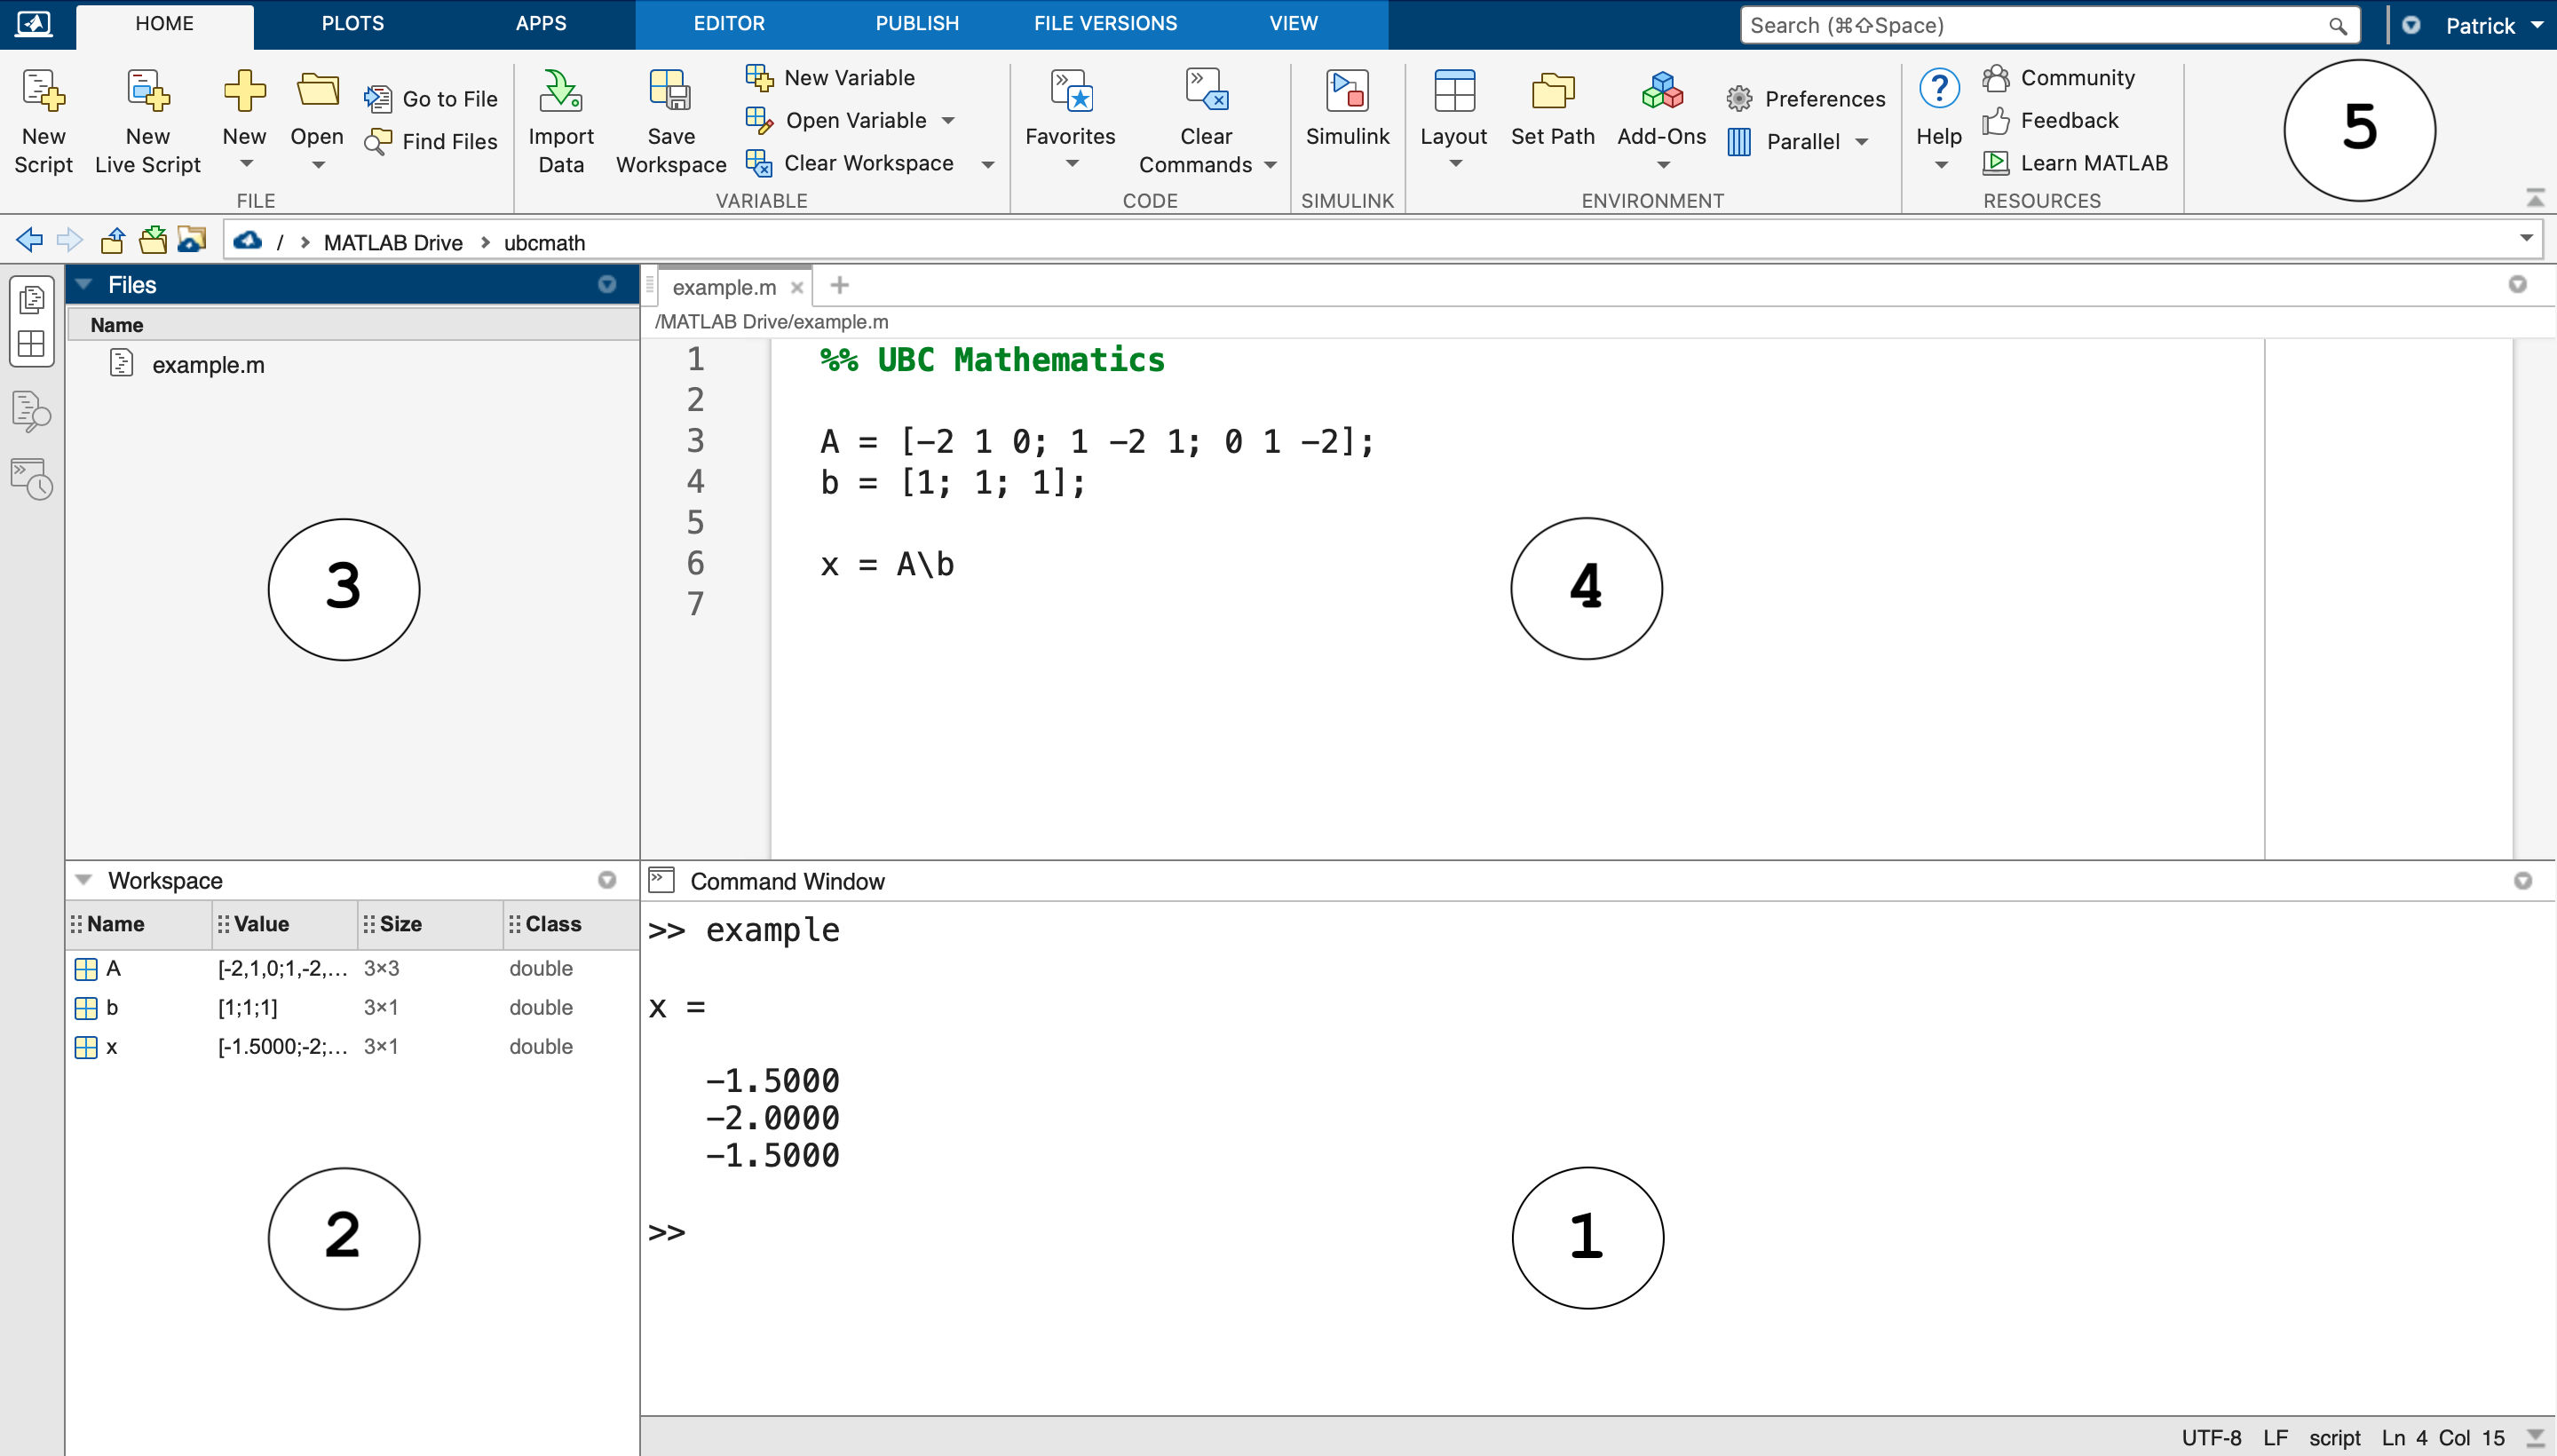 HOME PLOTS APPS EDITOR PUBLISH FILE VERSIONS VIEW Search (⌘⇧Space) Patrick
New Script
New Live Script
New
Open
Go to File
Find Files
FILE
Import Data
Save Workspace
New Variable
Open Variable
Clear Workspace
VARIABLE
Favorites
Clear Commands
CODE
Simulink
SIMULINK
Layout
Set Path
Add-Ons
Preferences
Parallel
ENVIRONMENT
? Help
Community
Feedback
Learn MATLAB
RESOURCES
5
/ > MATLAB Drive > ubcmath
Files
Name
example.m
3
example.m × +
/MATLAB Drive/example.m
1 %% UBC Mathematics
2
3 A = [-2 1 0; 1 -2 1; 0 1 -2];
4 b = [1; 1; 1];
5
6 x = A\b
7
4
Workspace
Name Value Size Class
A [-2,1,0;1,-2,... 3×3 double
b [1;1;1] 3×1 double
x [-1.5000;-2;... 3×1 double
2
Command Window
>> example
x =
-1.5000
-2.0000
-1.5000
>>
1
UTF-8 LF script Ln 4 Col 15